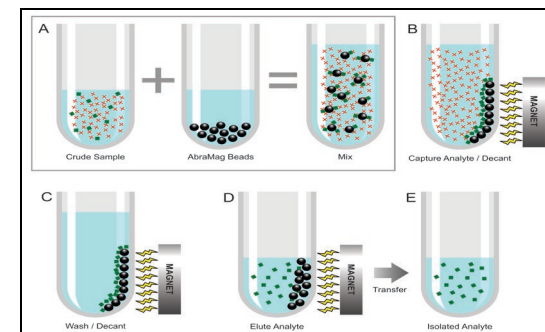 A
B
+
=
MAGNET
Crude Sample
AbraMag Beads
Mix
Capture Analyte / Decant
C
D
E
MAGNET
MAGNET
Transfer
Wash / Decant
Elute Analyte
Isolated Analyte